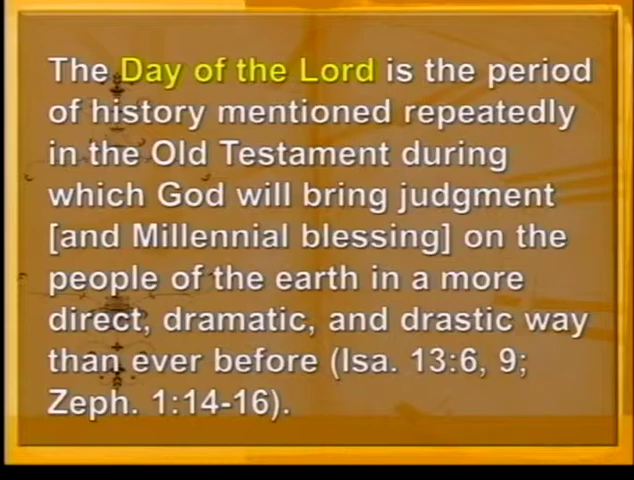 The Day of the Lord is the period
of history mentioned repeatedly
in the Old Testament during
which God will bring judgment
[and Millennial blessing] on the
people of the earth in a more
direct, dramatic, and drastic way
than ever before (Isa. 13:6, 9;
Zeph. 1:14-16).